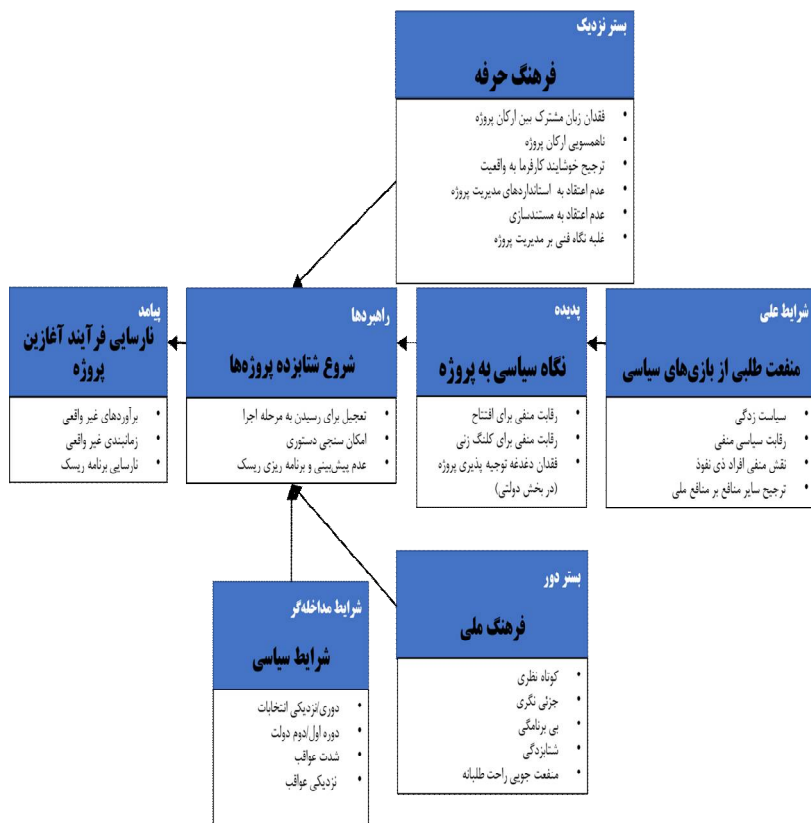 بستر نزدیک
فرهنگ حرفه
• فقدان زبان مشترک بین ارکان پروژه
• ناهمسویی ارکان پروژه
• ترجیح خوشایند کارفرما به واقعیت
• عدم اعتقاد به استانداردهای مدیریت پروژه
• عدم اعتقاد به مستندسازی
• غلبه نگاه فنی بر مدیریت پروژه
شرایط علی
منفعت طلبی از بازی‌های سیاسی
• سیاست زدگی
• رقابت سیاسی منفی
• نقش منفی افراد ذی نفوذ
• ترجیح سایر منافع بر منافع ملی
پدیده
نگاه سیاسی به پروژه
• رقابت منفی برای افتتاح
• رقابت منفی برای کلنگ زنی
• فقدان دغدغه توجیه پذیری پروژه
(در بخش دولتی)
راهبردها
شروع شتابزده پروژه‌ها
• تعجیل برای رسیدن به مرحله اجرا
• امکان سنجی دستوری
• عدم پیش‌بینی و برنامه ریزی ریسک
پیامد
نارسایی فرآیند آغازین
پروژه
• برآوردهای غیر واقعی
• زمانبندی غیر واقعی
• نارسایی برنامه ریسک
بستر دور
فرهنگ ملی
• کوتاه نظری
• جزئی نگری
• بی برنامگی
• شتابزدگی
• منفعت جویی راحت طلبانه
شرایط مداخله‌گر
شرایط سیاسی
• دوری/نزدیکی انتخابات
• دوره اول/دوم دولت
• شدت عواقب
• نزدیکی عواقب